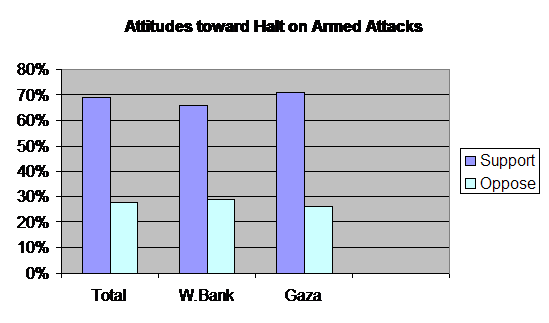 Attitudes toward Halt on Armed Attacks
80%
70%
60%
50%
40%
30%
20%
10%
0%
Total W.Bank Gaza
Support
Oppose